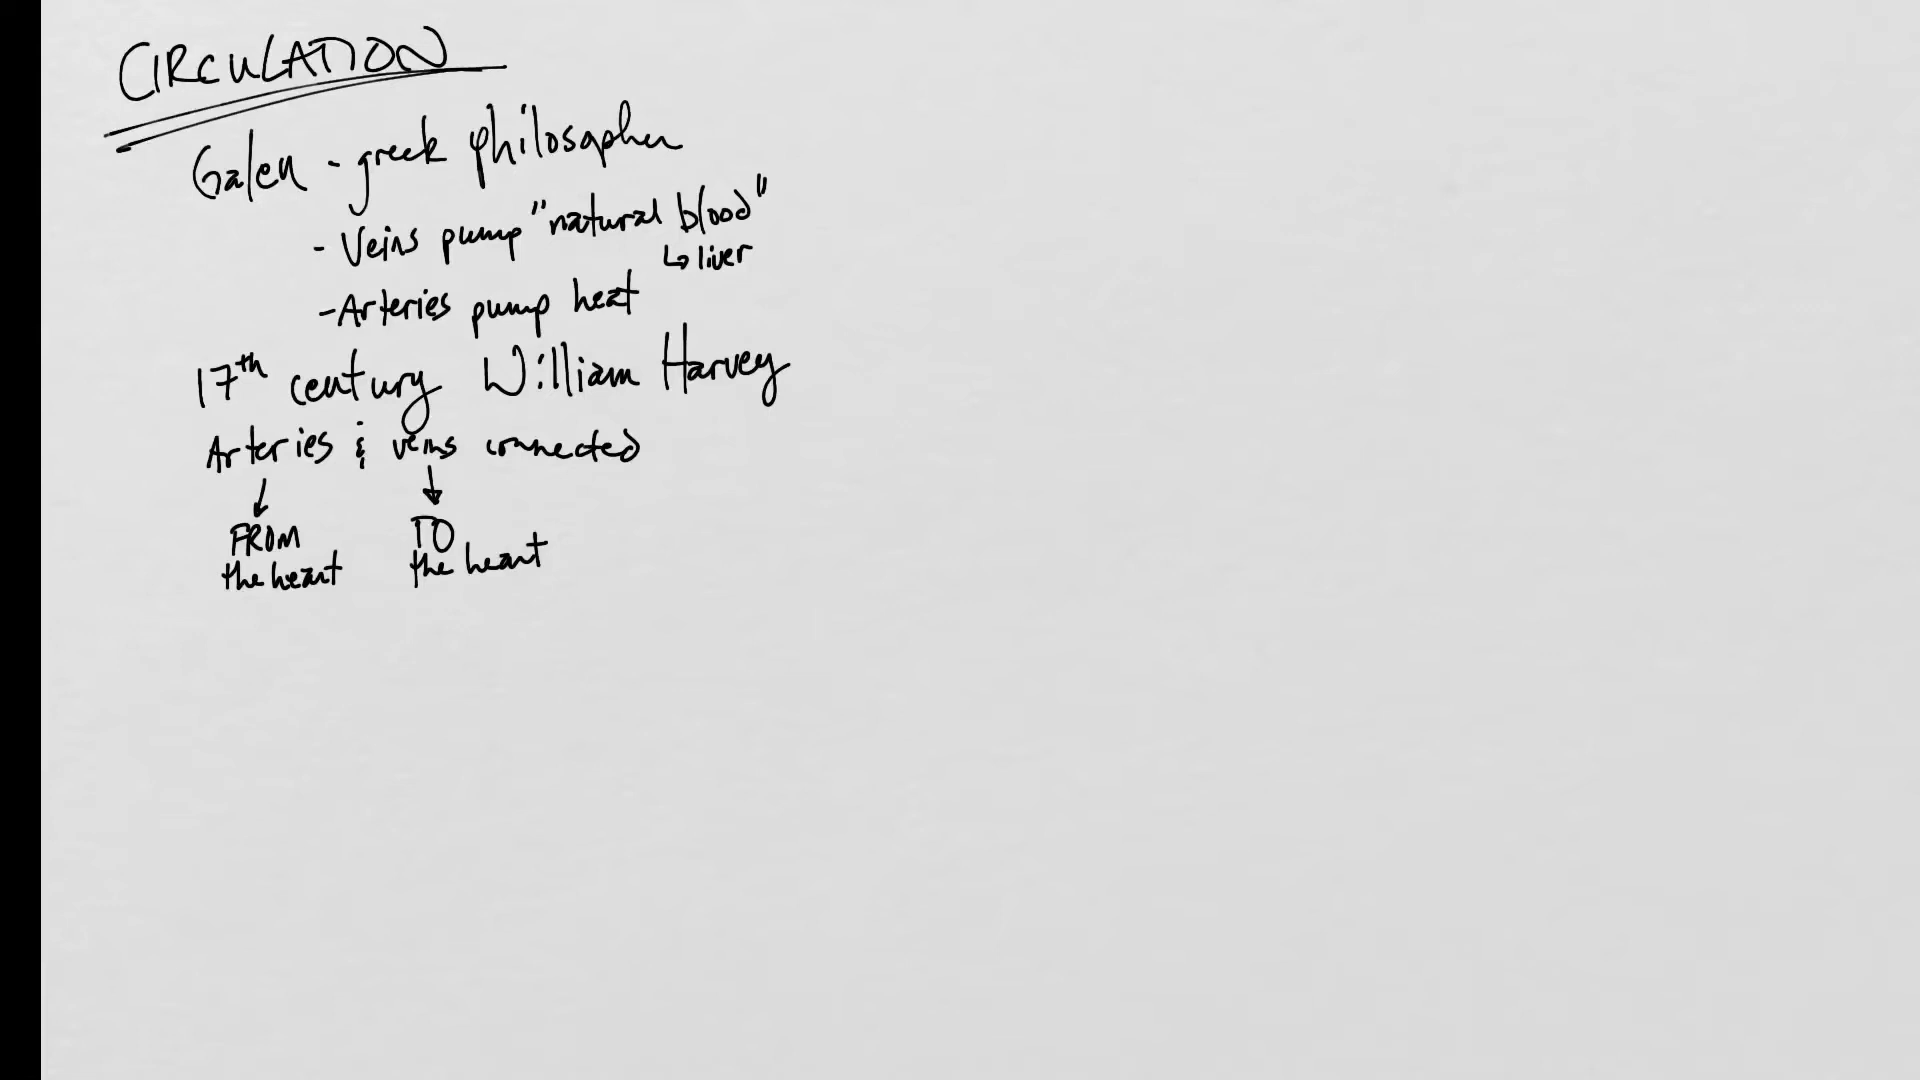 CIRCULATION
Galen - greek philosopher
- Veins pump "natural blood"
↳ liver
- Arteries pump heat
17th century William Harvey
Arteries & veins connected
↓ ↓
FROM TO
the heart the heart